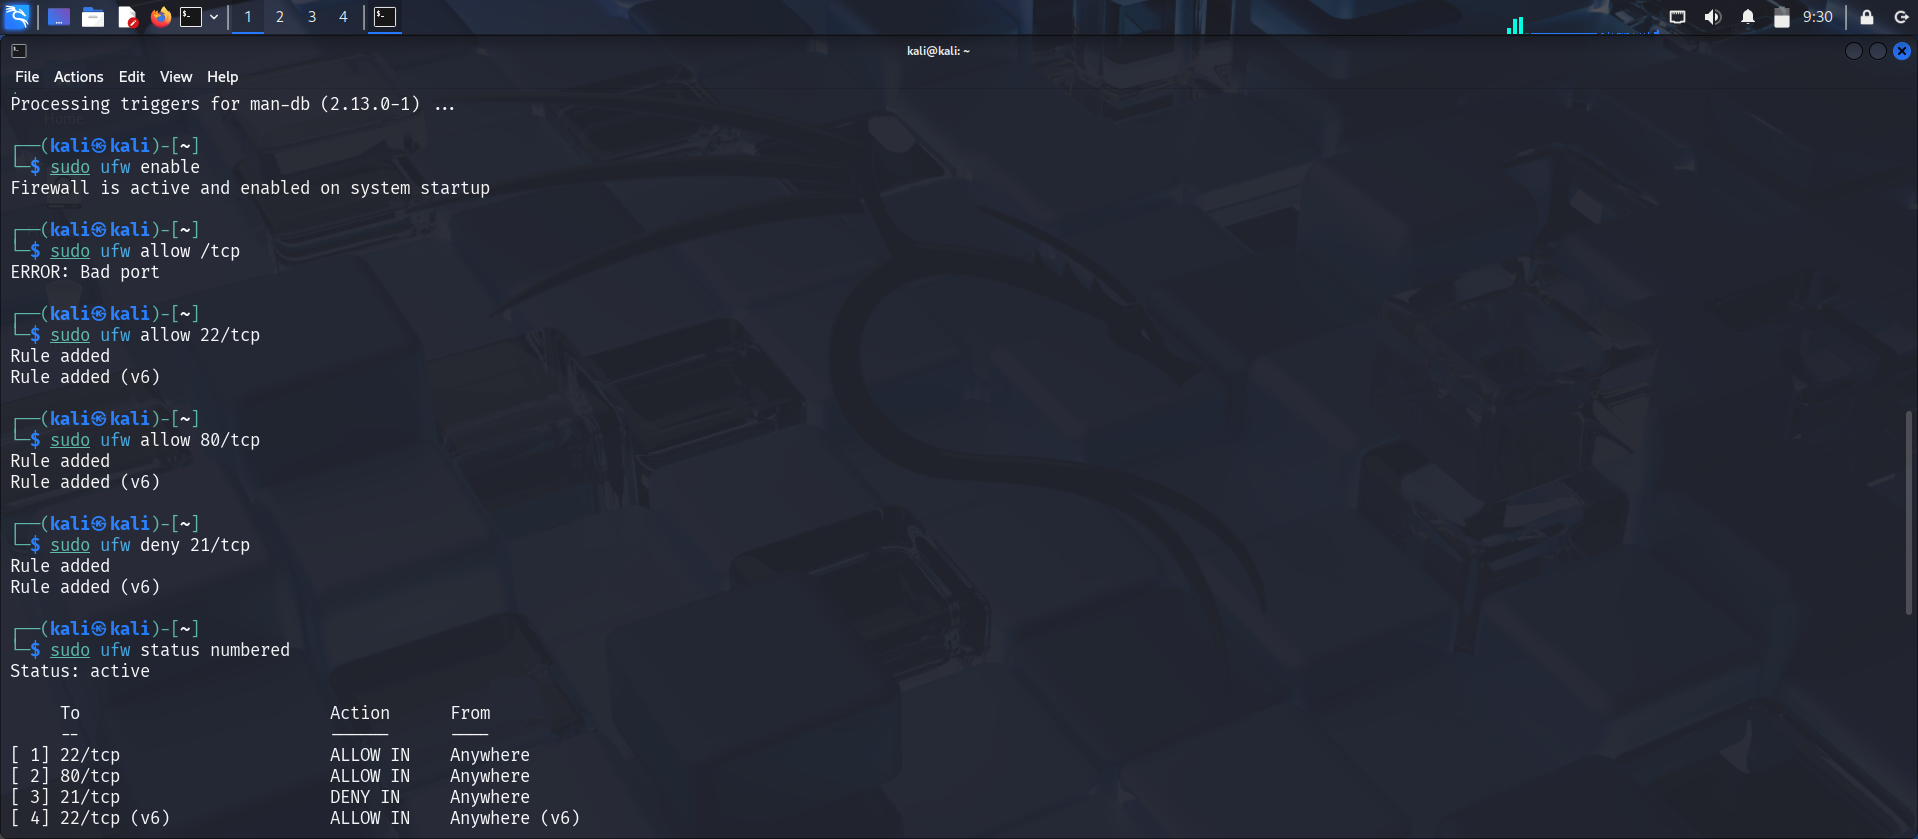 1 2 3 4 9:30
kali@kali: ~
File Actions Edit View Help
Processing triggers for man-db (2.13.0-1) ...
Home
┌──(kali㉿kali)-[~]
└─$ sudo ufw enable
Firewall is active and enabled on system startup
┌──(kali㉿kali)-[~]
└─$ sudo ufw allow /tcp
ERROR: Bad port
┌──(kali㉿kali)-[~]
└─$ sudo ufw allow 22/tcp
Rule added
Rule added (v6)
┌──(kali㉿kali)-[~]
└─$ sudo ufw allow 80/tcp
Rule added
Rule added (v6)
┌──(kali㉿kali)-[~]
└─$ sudo ufw deny 21/tcp
Rule added
Rule added (v6)
┌──(kali㉿kali)-[~]
└─$ sudo ufw status numbered
Status: active
To Action From
-- ------ ----
[ 1] 22/tcp ALLOW IN Anywhere
[ 2] 80/tcp ALLOW IN Anywhere
[ 3] 21/tcp DENY IN Anywhere
[ 4] 22/tcp (v6) ALLOW IN Anywhere (v6)